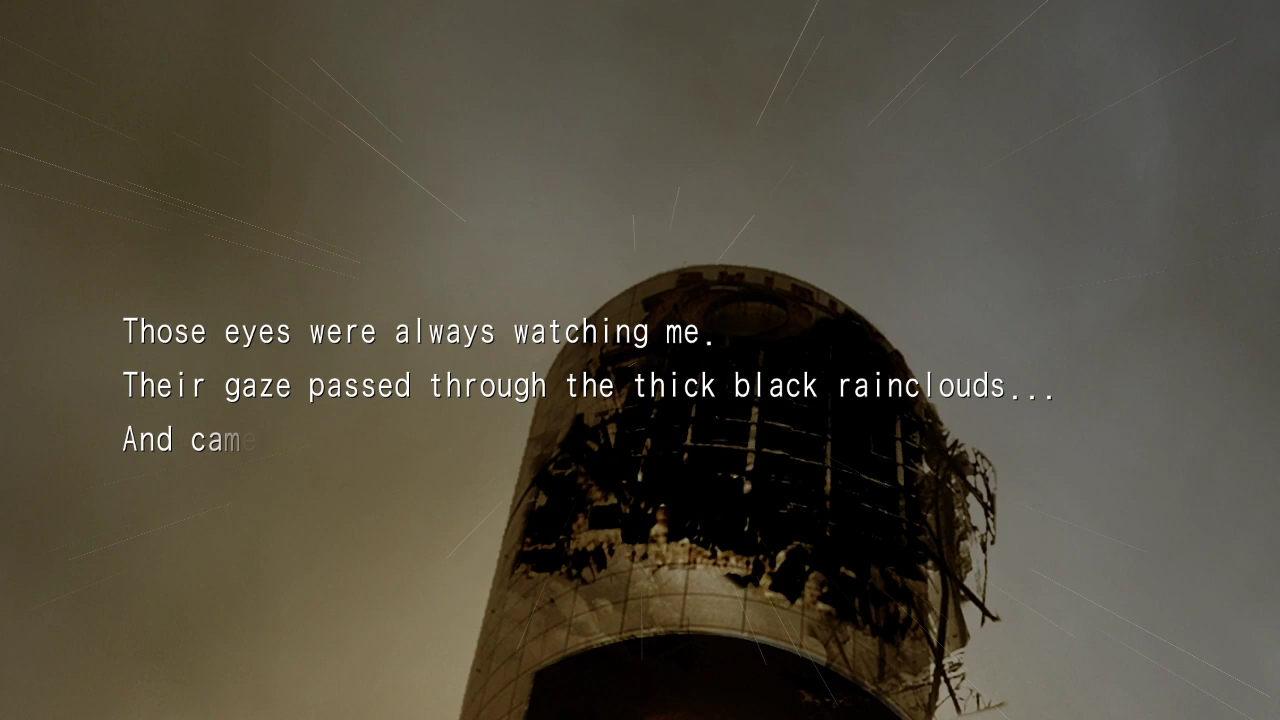 Those eyes were always watching me.
Their gaze passed through the thick black rainclouds...
And came